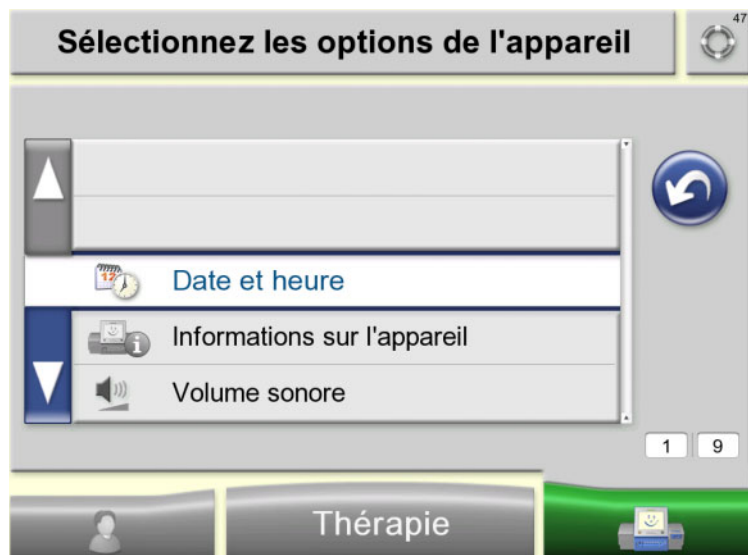 Sélectionnez les options de l'appareil
47
Date et heure
Informations sur l'appareil
Volume sonore
1 9
Thérapie